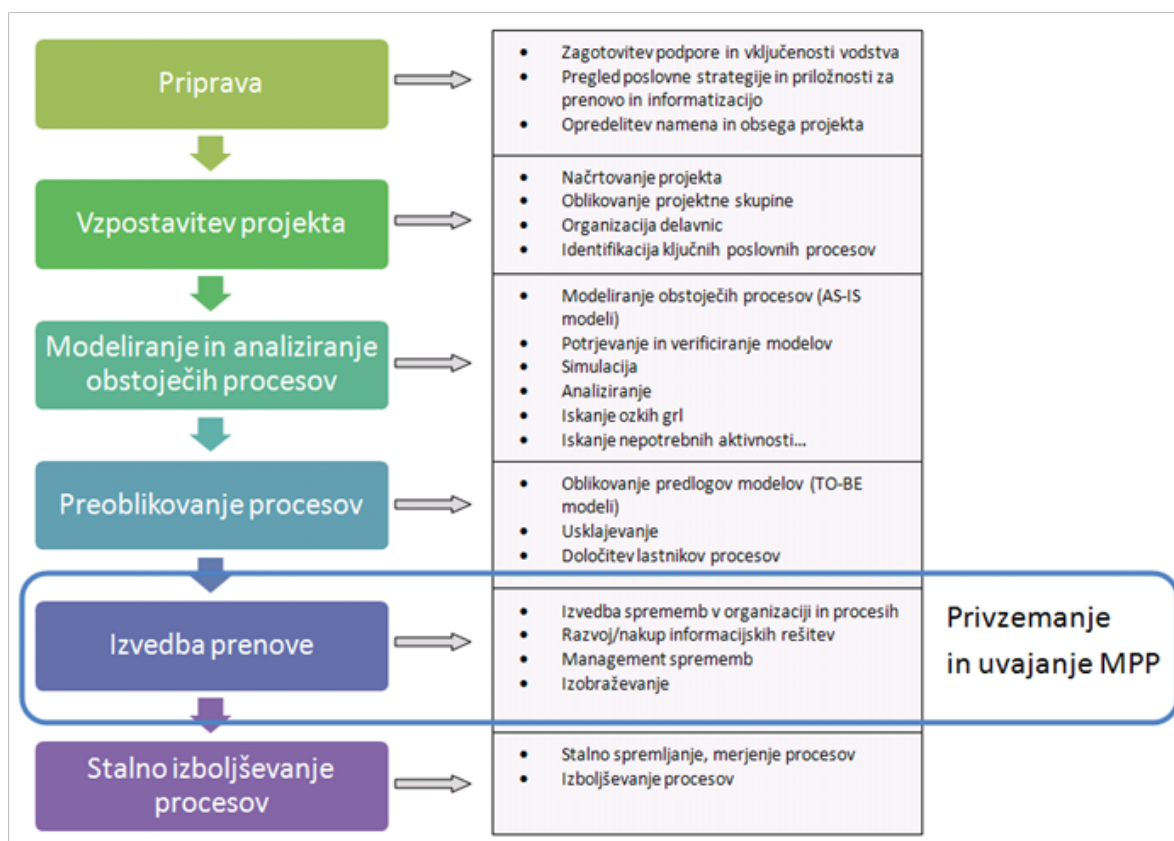 Priprava
Zagotovitev podpore in vključenosti vodstva
Pregled poslovne strategije in priložnosti za
prenovo in informatizacijo
Opredelitev namena in obsega projekta
Vzpostavitev projekta
Načrtovanje projekta
Oblikovanje projektne skupine
Organizacija delavnic
Identifikacija ključnih poslovnih procesov
Modeliranje in analiziranje
obstoječih procesov
Modeliranje obstoječih procesov (AS-IS
modeli)
Potrjevanje in verificiranje modelov
Simulacija
Analiziranje
Iskanje ozkih grl
Iskanje nepotrebnih aktivnosti...
Preoblikovanje procesov
Oblikovanje predlogov modelov (TO-BE
modeli)
Usklajevanje
Določitev lastnikov procesov
Izvedba prenove
Izvedba sprememb v organizaciji in procesih
Razvoj/nakup informacijskih rešitev
Management sprememb
Izobraževanje
Privzemanje
in uvajanje MPP
Stalno izboljševanje
procesov
Stalno spremljanje, merjenje procesov
Izboljševanje procesov